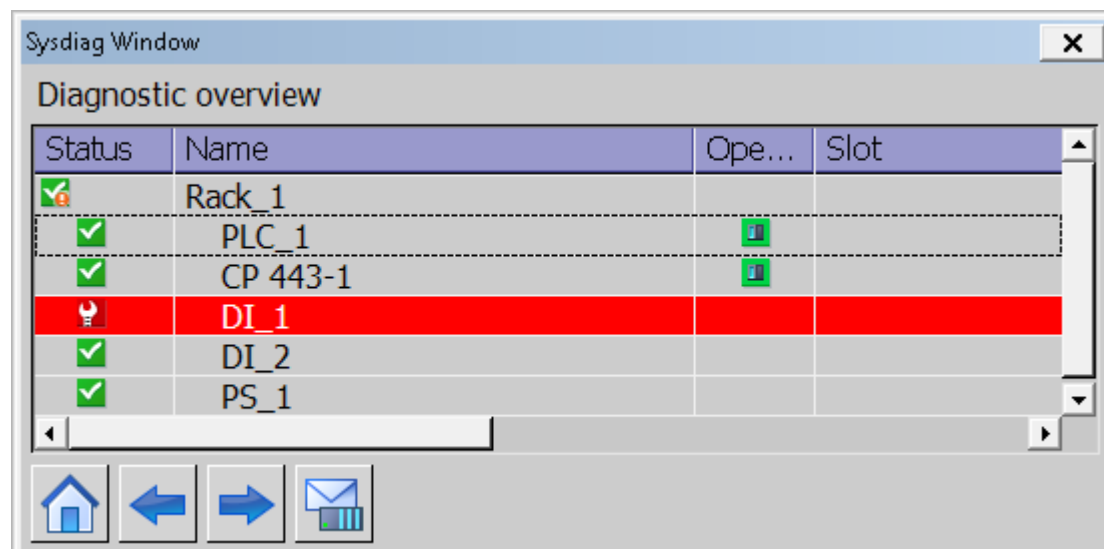 Sysdiag Window
Diagnostic overview
Status Name Ope... Slot
Rack_1
PLC_1
CP 443-1
DI_1
DI_2
PS_1